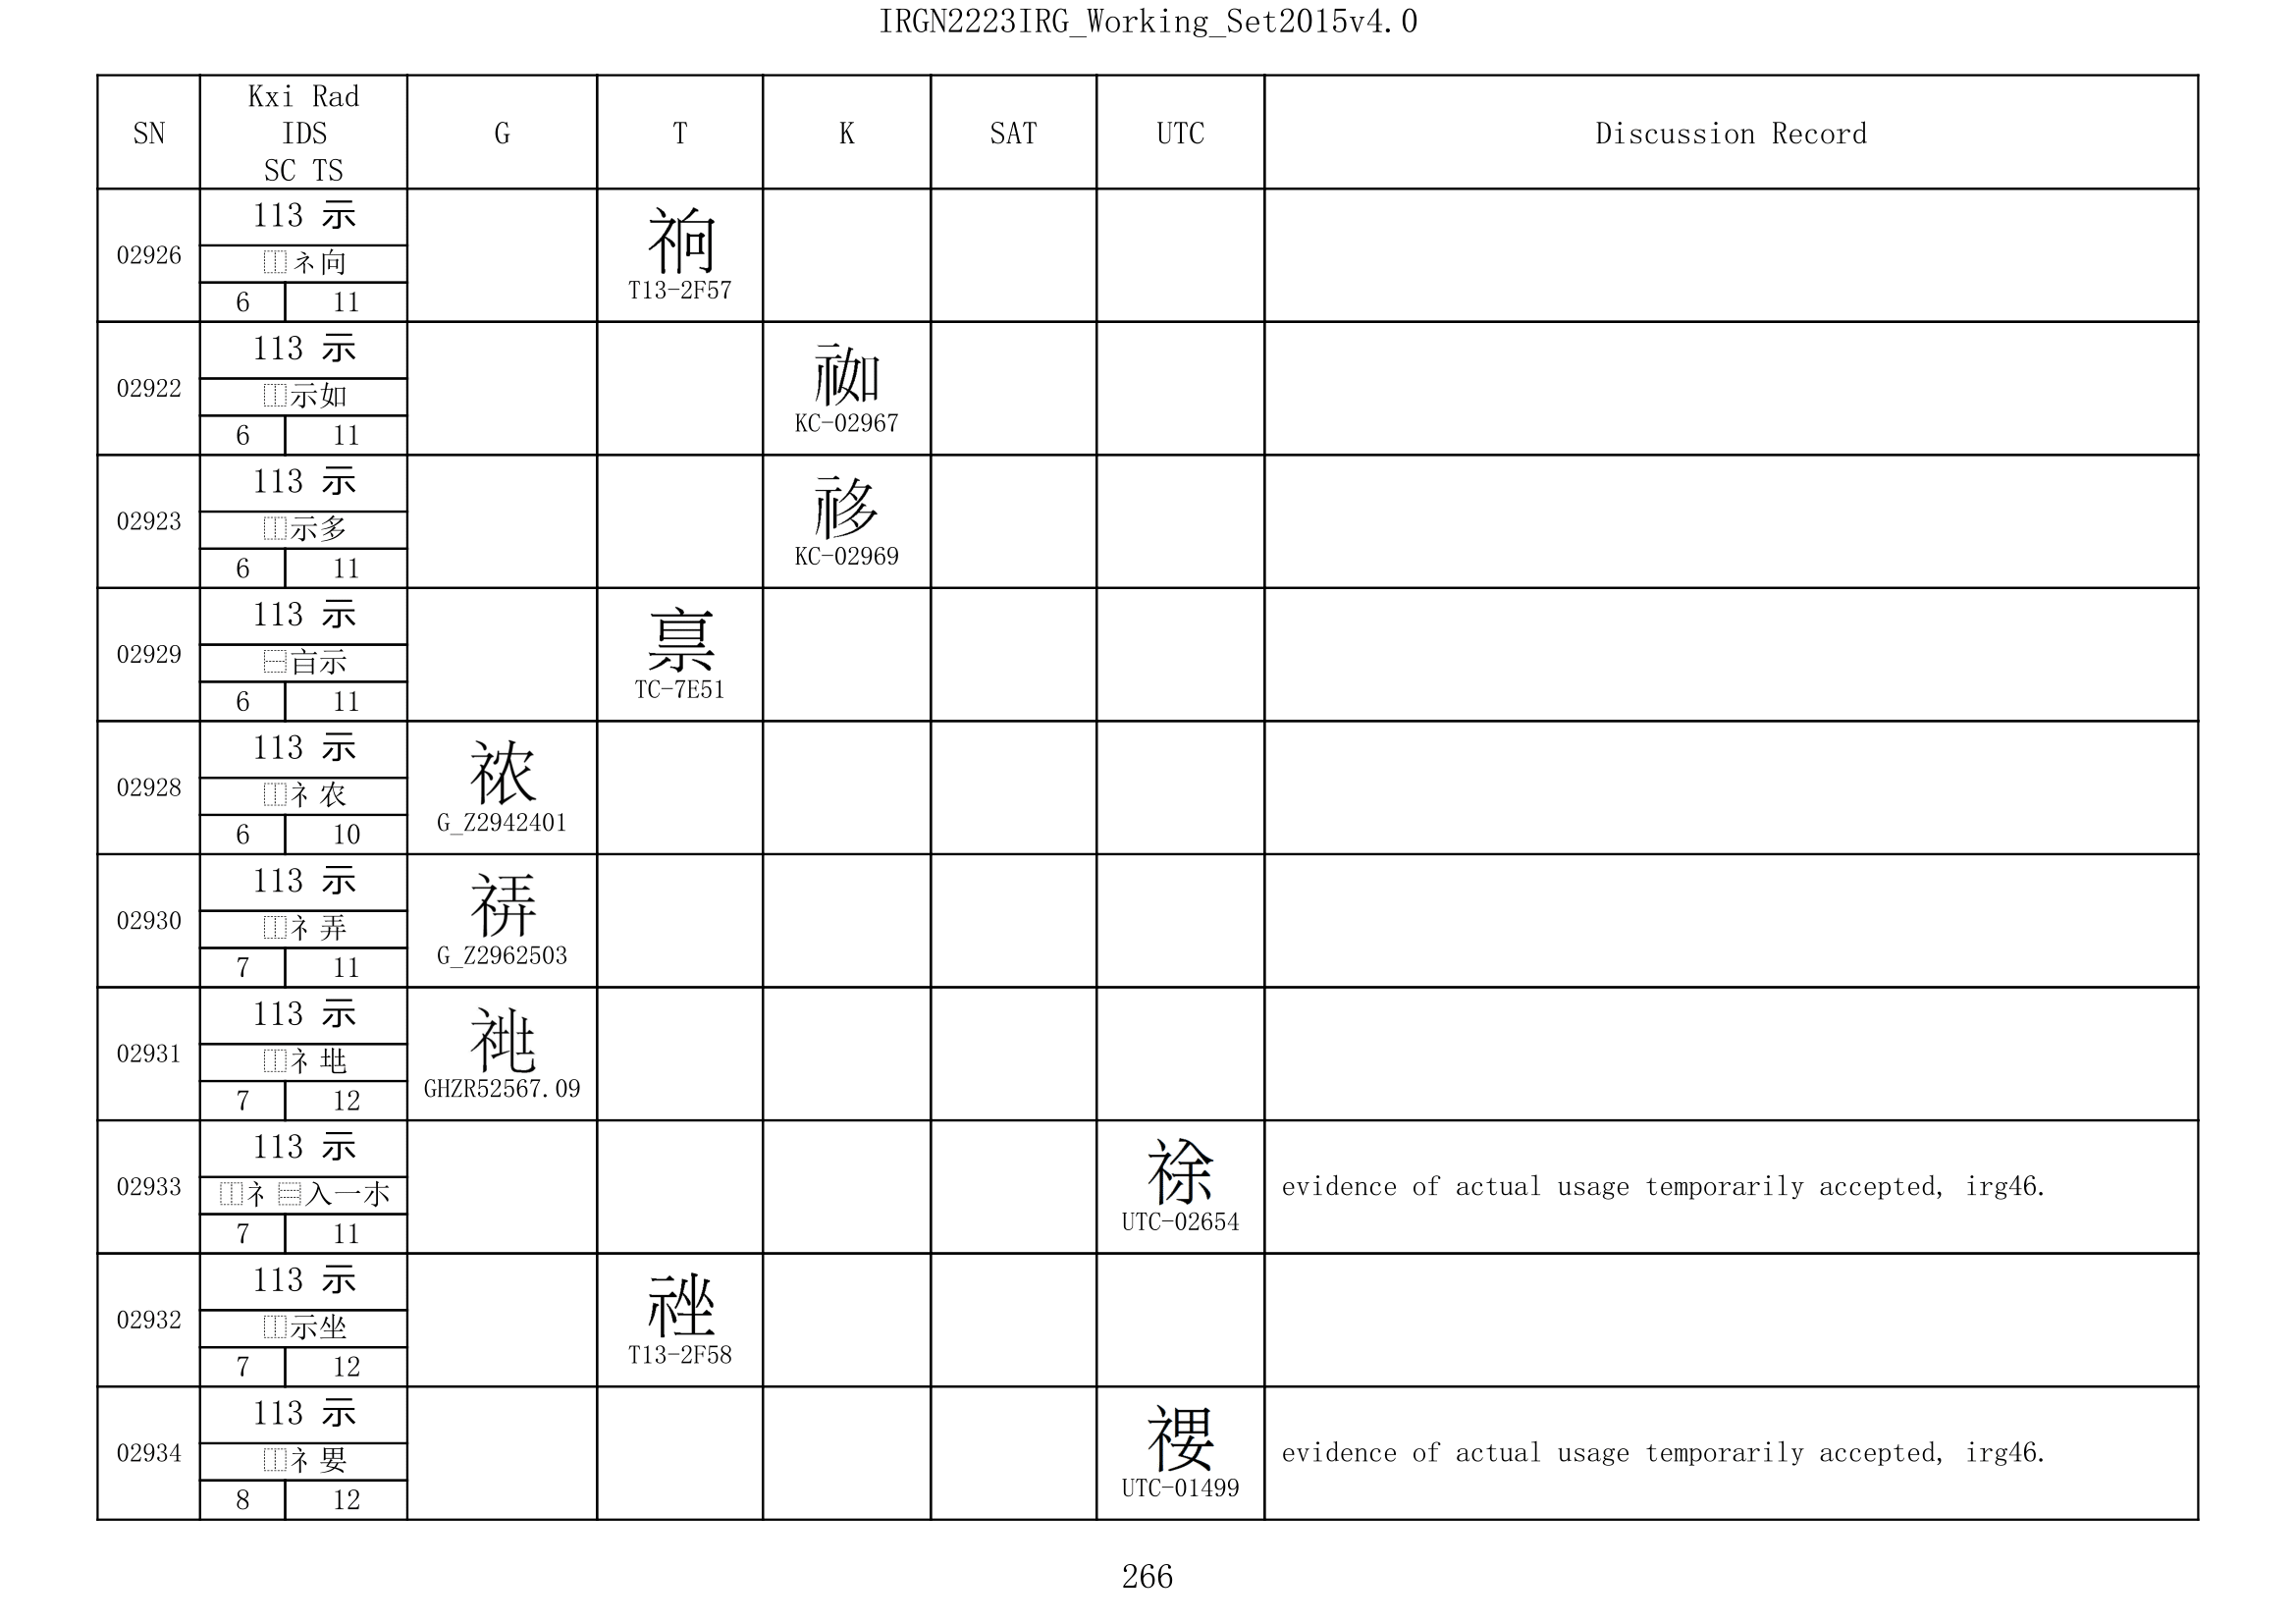 IRGN2223IRG_Working_Set2015v4.0
SN Kxi Rad IDS SC TS G T K SAT UTC Discussion Record
02926
113 示
⿰礻向
6 11
T13-2F57
02922
113 示
⿰示如
6 11
KC-02967
02923
113 示
⿰示多
6 11
KC-02969
02929
113 示
⿱亩示
6 11
TC-7E51
02928
113 示
⿰礻农
6 10
G_Z2942401
02930
113 示
⿰礻弄
7 11
G_Z2962503
02931
113 示
⿰礻
7 12
GHZR52567.09
02933
113 示
⿰礻⿳入一朩
7 11
UTC-02654
evidence of actual usage temporarily accepted, irg46.
02932
113 示
⿰示坐
7 12
T13-2F58
02934
113 示
⿰礻妟
8 12
UTC-01499
evidence of actual usage temporarily accepted, irg46.
266